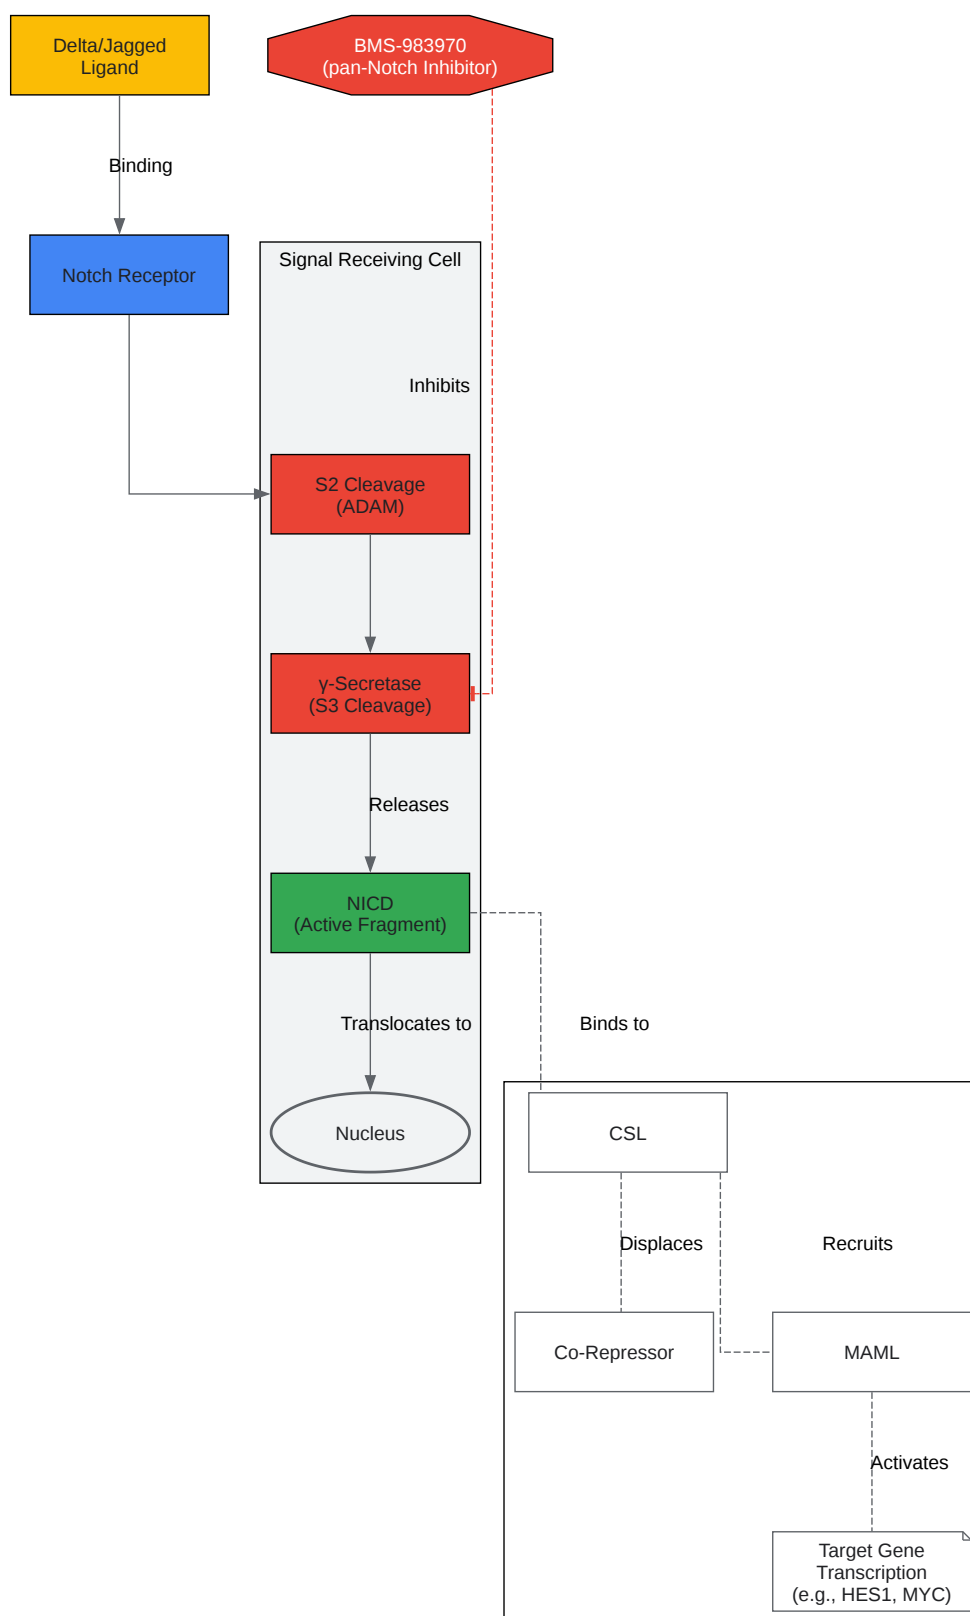 Delta/Jagged
Ligand
BMS-983970
(pan-Notch Inhibitor)
Binding
Notch Receptor
Signal Receiving Cell
Inhibits
S2 Cleavage
(ADAM)
γ-Secretase
(S3 Cleavage)
Releases
NICD
(Active Fragment)
Translocates to
Binds to
Nucleus
CSL
Displaces
Recruits
Co-Repressor
MAML
Activates
Target Gene
Transcription
(e.g., HES1, MYC)